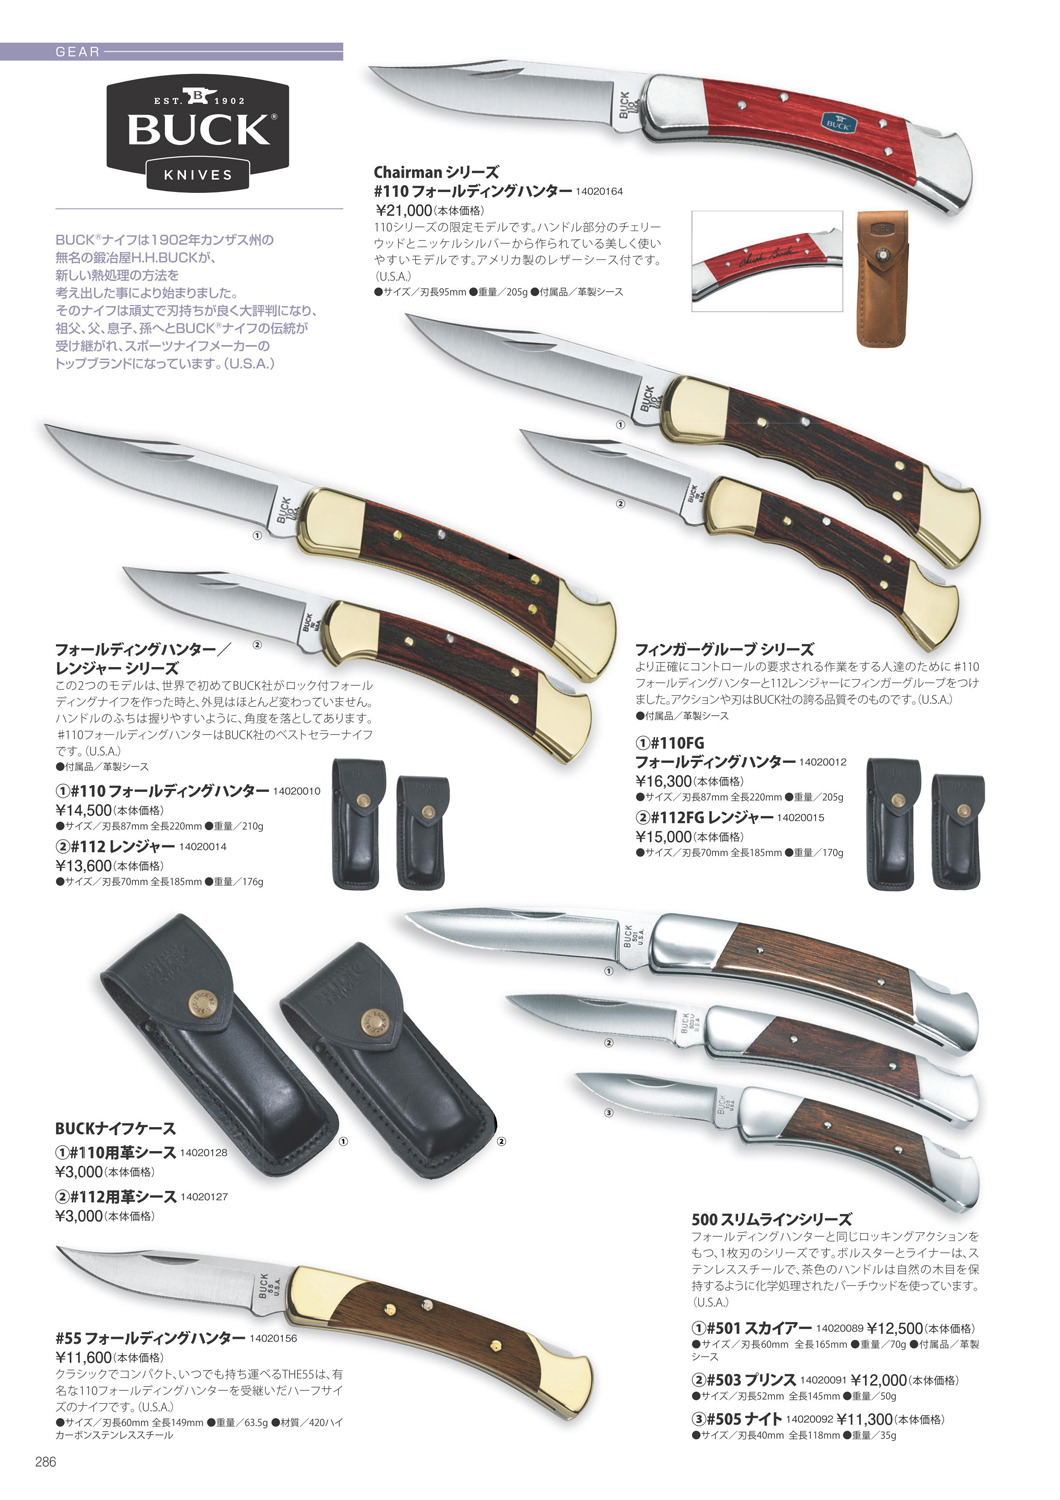 GEAR
EST. 1902
BUCK®
KNIVES
BUCK®ナイフは1902年カンザス州の
無名の鍛冶屋H.H.BUCKが、
新しい熱処理の方法を
考え出した事により始まりました。
そのナイフは頑丈で刃持ちが良く大評判になり、
祖父、父、息子、孫へとBUCK®ナイフの伝統が
受け継がれ、スポーツナイフメーカーの
トップブランドになっています。（U.S.A.）
BUCK
110
U.S.A.
BUCK
Chairman シリーズ
#110 フォールディングハンター 14020164
¥21,000（本体価格）
110シリーズの限定モデルです。ハンドル部分のチェリー
ウッドとニッケルシルバーから作られている美しく使い
やすいモデルです。アメリカ製のレザーシース付です。
（U.S.A.）
●サイズ／刃長95mm ●重量／205g ●付属品／革製シース
Chuck Buck
BUCK
110
U.S.A.
①
BUCK
112
U.S.A.
②
BUCK
110
U.S.A.
①
BUCK
112
U.S.A.
②
フォールディングハンター／
レンジャー シリーズ
この2つのモデルは、世界で初めてBUCK社がロック付フォール
ディングナイフを作った時と、外見はほとんど変わっていません。
ハンドルのふちは握りやすいように、角度を落としてあります。
#110フォールディングハンターはBUCK社のベストセラーナイフ
です。（U.S.A.）
●付属品／革製シース
①#110 フォールディングハンター 14020010
¥14,500（本体価格）
●サイズ／刃長87mm 全長220mm ●重量／210g
②#112 レンジャー 14020014
¥13,600（本体価格）
●サイズ／刃長70mm 全長185mm ●重量／176g
フィンガーグルーブ シリーズ
より正確にコントロールの要求される作業をする人達のために #110
フォールディングハンターと112レンジャーにフィンガーグルーブをつけ
ました。アクションや刃はBUCK社の誇る品質そのものです。（U.S.A.）
●付属品／革製シース
①#110FG
フォールディングハンター 14020012
¥16,300（本体価格）
●サイズ／刃長87mm 全長220mm ●重量／205g
②#112FG レンジャー 14020015
¥15,000（本体価格）
●サイズ／刃長70mm 全長185mm ●重量／170g
BUCKナイフケース
①#110用革シース 14020128
¥3,000（本体価格）
②#112用革シース 14020127
¥3,000（本体価格）
①
②
BUCK
501
U.S.A.
①
BUCK
503
U.S.A.
②
BUCK
505
U.S.A.
③
BUCK
55
U.S.A.
#55 フォールディングハンター 14020156
¥11,600（本体価格）
クラシックでコンパクト、いつでも持ち運べるTHE55は、有
名な110フォールディングハンターを受継いだハーフサイ
ズのナイフです。（U.S.A.）
●サイズ／刃長60mm 全長149mm ●重量／63.5g ●材質／420ハイ
カーボンステンレススチール
500 スリムラインシリーズ
フォールディングハンターと同じロッキングアクションを
もつ、1枚刃のシリーズです。ボルスターとライナーは、ス
テンレススチールで、茶色のハンドルは自然の木目を保
持するように化学処理されたバーチウッドを使っています。
（U.S.A.）
①#501 スカイアー 14020089 ¥12,500（本体価格）
●サイズ／刃長60mm 全長165mm ●重量／70g ●付属品／革製
シース
②#503 プリンス 14020091 ¥12,000（本体価格）
●サイズ／刃長52mm 全長145mm ●重量／50g
③#505 ナイト 14020092 ¥11,300（本体価格）
●サイズ／刃長40mm 全長118mm ●重量／35g
286